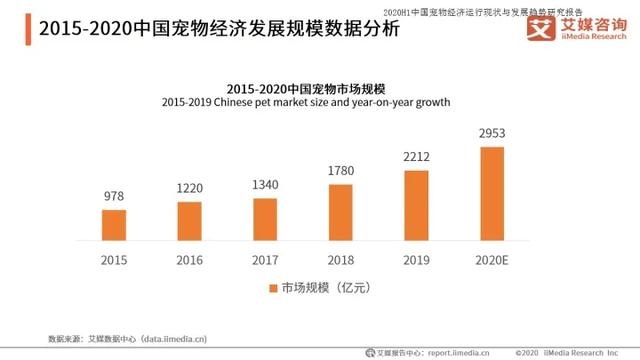 2020H1中国宠物经济运行现状与发展趋势研究报告
2015-2020中国宠物经济发展规模数据分析
艾媒咨询
iiMedia Research
2015-2020中国宠物市场规模
2015-2019 Chinese pet market size and year-on-year growth
978
1220
1340
1780
2212
2953
2015
2016
2017
2018
2019
2020E
市场规模（亿元）
数据来源：艾媒数据中心（data.iimedia.cn)
艾媒报告中心：report.iimedia.cn
©2020 iiMedia Research Inc